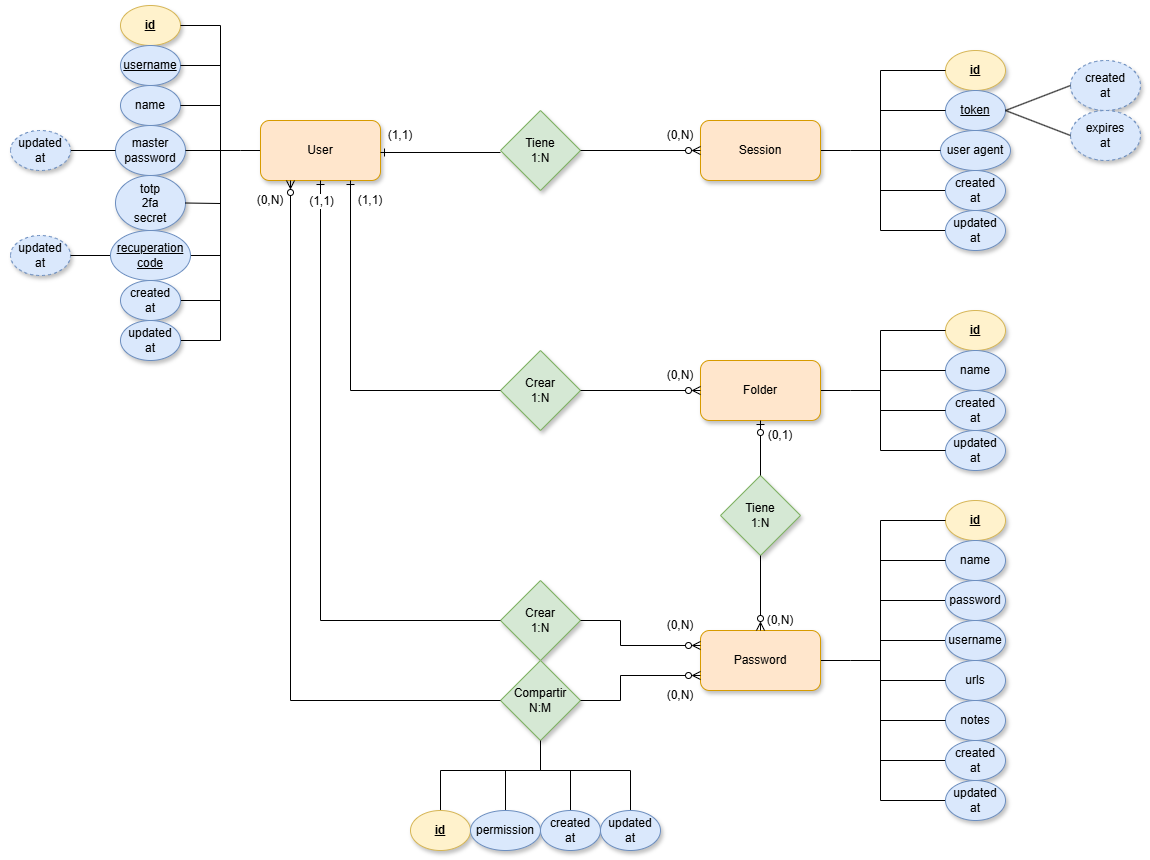 id
username
name
updated
at
master
password
totp
2fa
secret
updated
at
recuperation
code
created
at
updated
at
User
(1,1)
(0,N)
(1,1)
(1,1)
Tiene
1:N
(0,N)
Session
id
token
created
at
expires
at
user agent
created
at
updated
at
Crear
1:N
(0,N)
Folder
(0,1)
id
name
created
at
updated
at
Tiene
1:N
(0,N)
Crear
1:N
(0,N)
Password
Compartir
N:M
(0,N)
id
name
password
username
urls
notes
created
at
updated
at
id
permission
created
at
updated
at